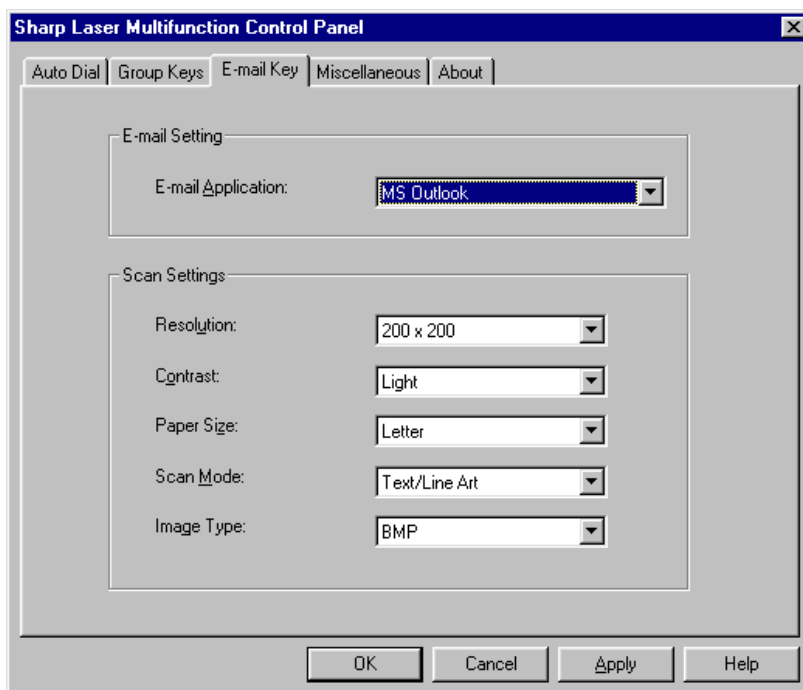 Sharp Laser Multifunction Control Panel
Auto Dial Group Keys E-mail Key Miscellaneous About
E-mail Setting
E-mail Application: MS Outlook
Scan Settings
Resolution: 200 x 200
Contrast: Light
Paper Size: Letter
Scan Mode: Text/Line Art
Image Type: BMP
OK Cancel Apply Help